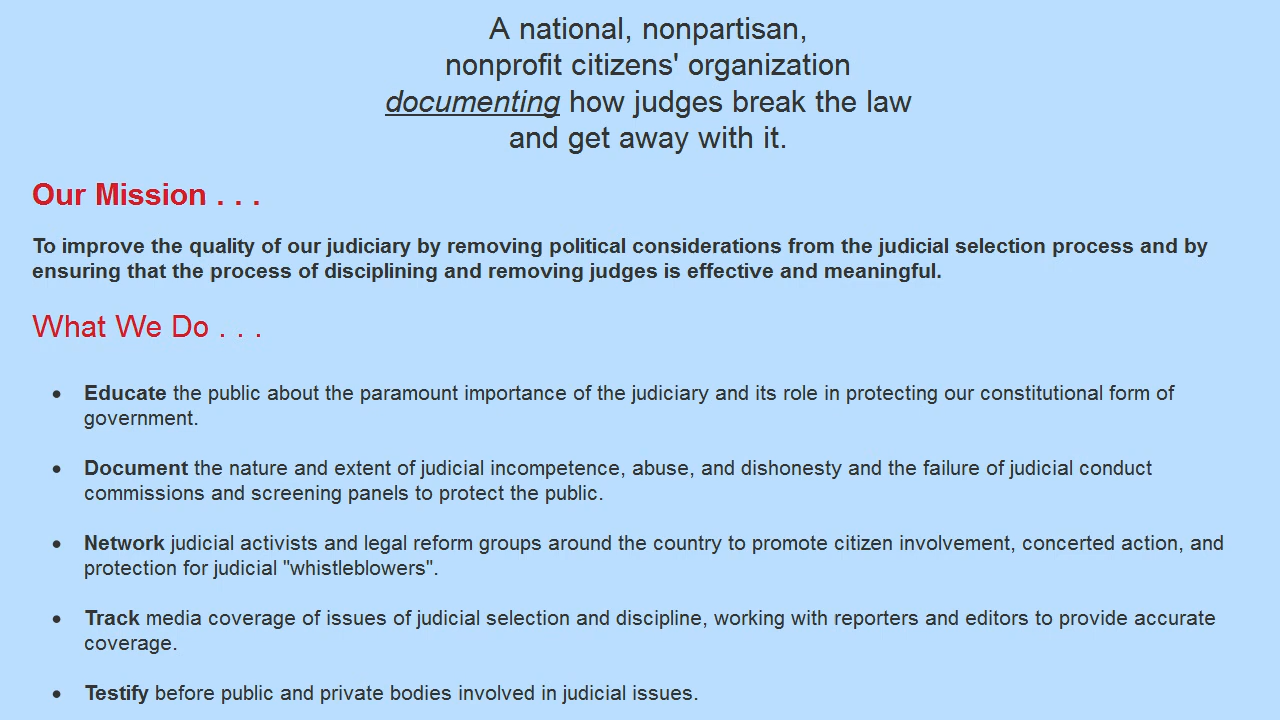 A national, nonpartisan,
nonprofit citizens' organization
documenting how judges break the law
and get away with it.
Our Mission . . .
To improve the quality of our judiciary by removing political considerations from the judicial selection process and by
ensuring that the process of disciplining and removing judges is effective and meaningful.
What We Do . . .
• Educate the public about the paramount importance of the judiciary and its role in protecting our constitutional form of
government.
• Document the nature and extent of judicial incompetence, abuse, and dishonesty and the failure of judicial conduct
commissions and screening panels to protect the public.
• Network judicial activists and legal reform groups around the country to promote citizen involvement, concerted action, and
protection for judicial "whistleblowers".
• Track media coverage of issues of judicial selection and discipline, working with reporters and editors to provide accurate
coverage.
• Testify before public and private bodies involved in judicial issues.